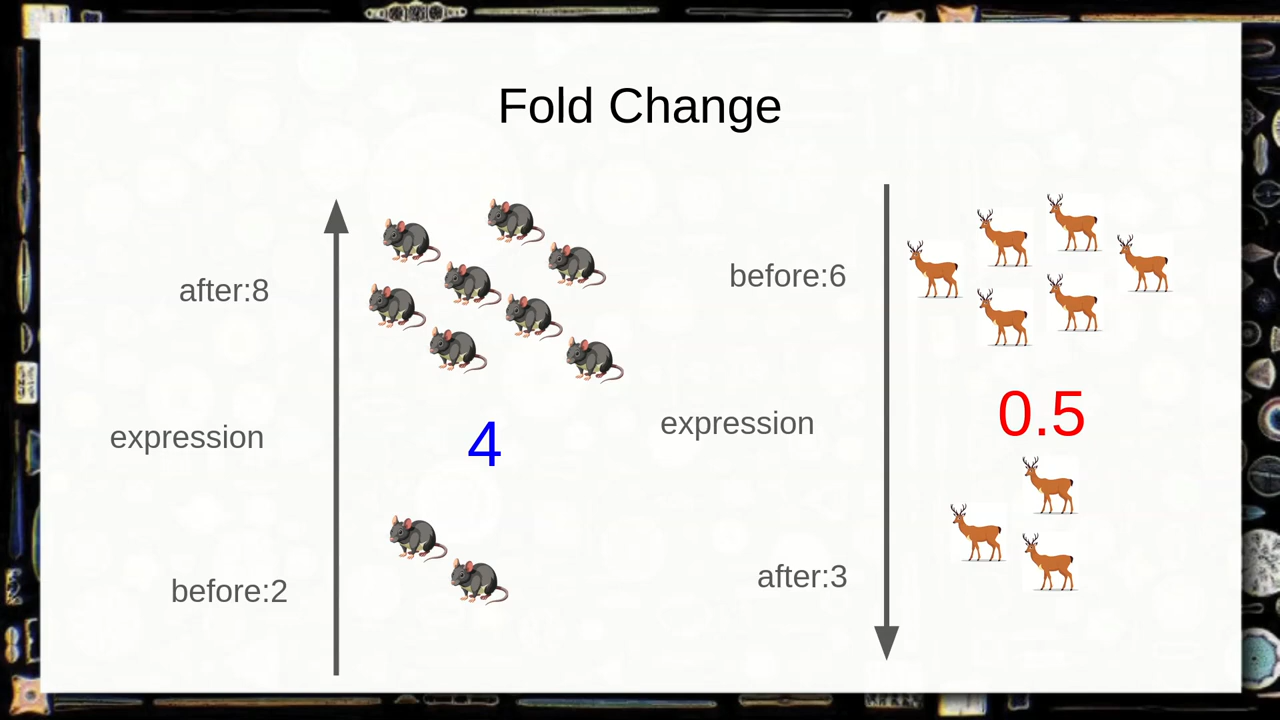 Fold Change
after:8
expression
4
before:2
before:6
expression
0.5
after:3